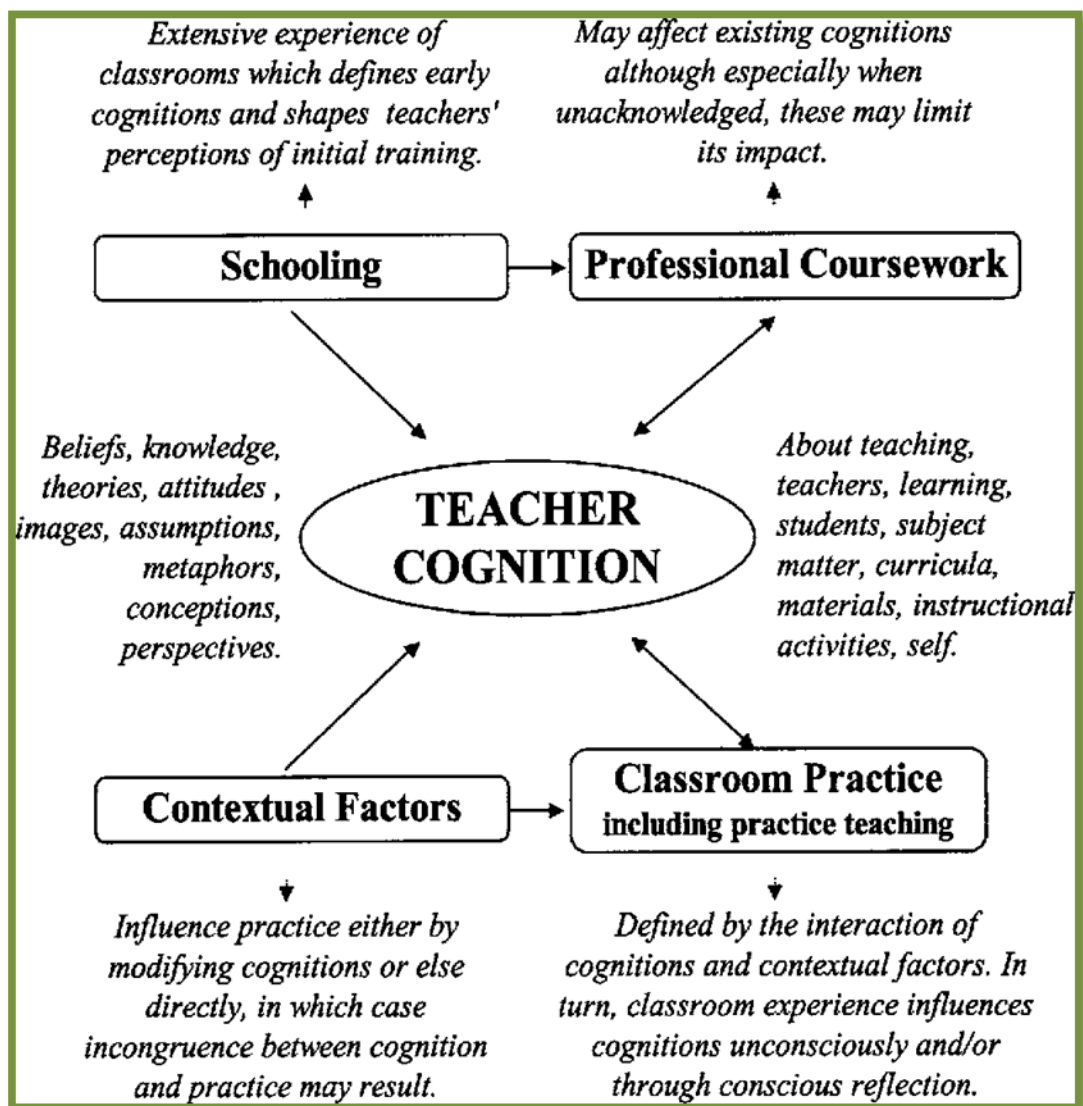 Extensive experience of
classrooms which defines early
cognitions and shapes teachers'
perceptions of initial training.
May affect existing cognitions
although especially when
unacknowledged, these may limit
its impact.
Schooling
Professional Coursework
Beliefs, knowledge,
theories, attitudes ,
images, assumptions,
metaphors,
conceptions,
perspectives.
TEACHER
COGNITION
About teaching,
teachers, learning,
students, subject
matter, curricula,
materials, instructional
activities, self.
Contextual Factors
Classroom Practice
including practice teaching
Influence practice either by
modifying cognitions or else
directly, in which case
incongruence between cognition
and practice may result.
Defined by the interaction of
cognitions and contextual factors. In
turn, classroom experience influences
cognitions unconsciously and/or
through conscious reflection.